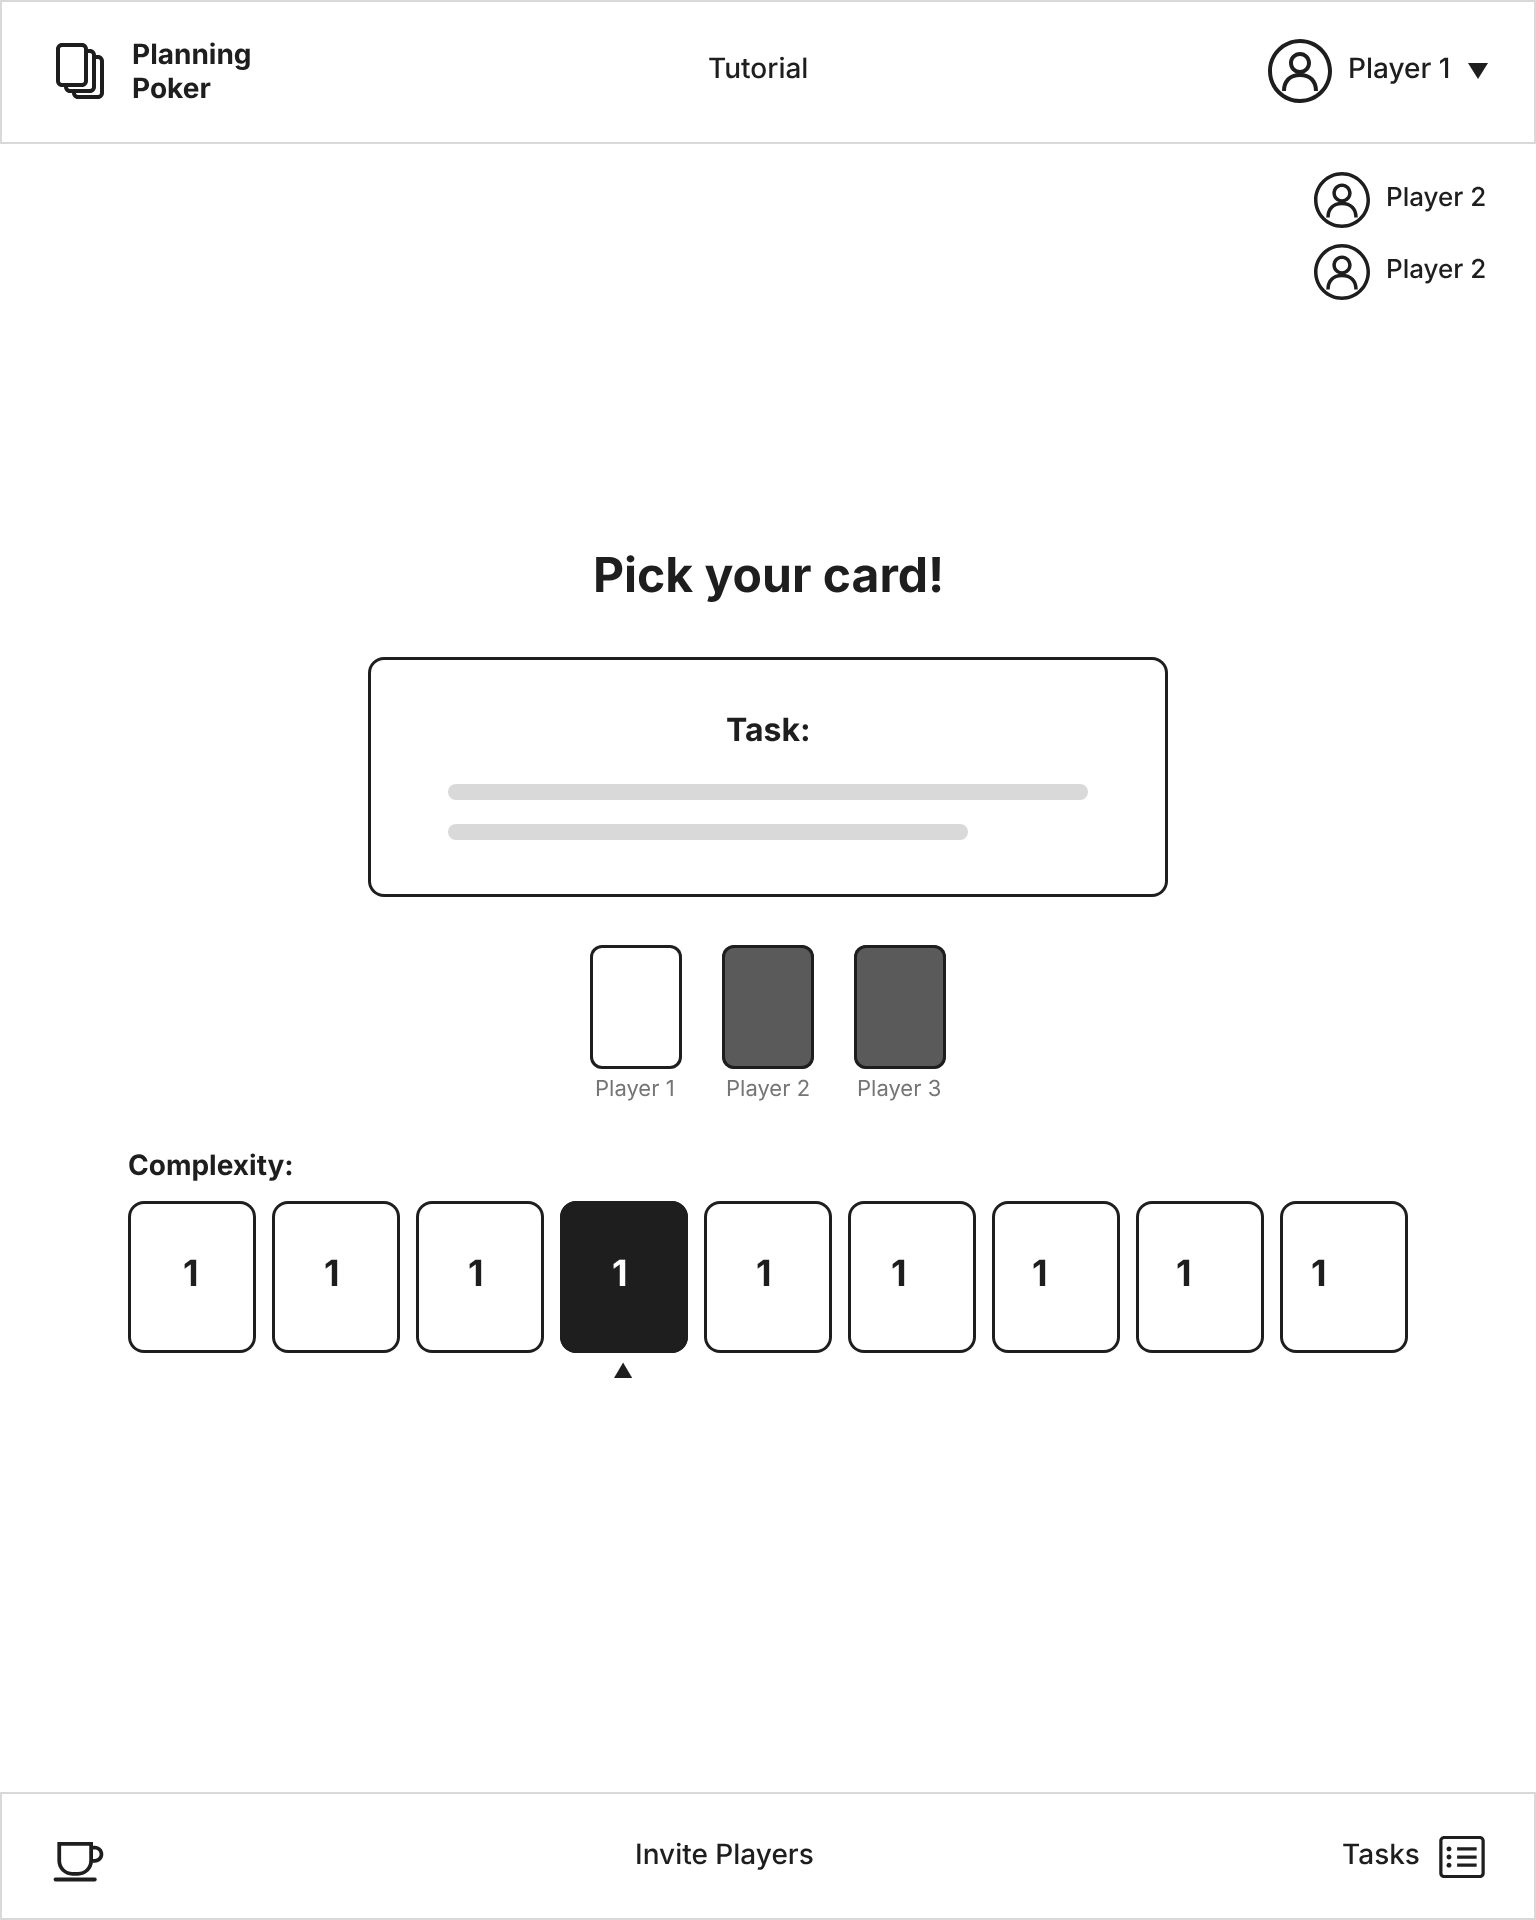 Planning
Poker
Tutorial
Player 1
Player 2
Player 2
Pick your card!
Task:
Player 1 Player 2 Player 3
Complexity:
1 1 1 1 1 1 1 1 1
Invite Players
Tasks